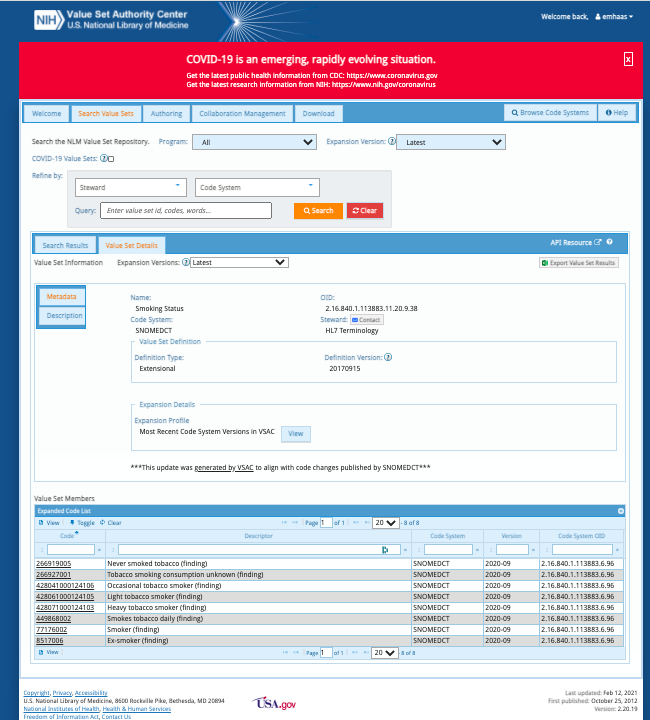 NIH Value Set Authority Center
U.S. National Library of Medicine
Welcome back, emhaas
COVID-19 is an emerging, rapidly evolving situation.
X
Get the latest public health information from CDC: https://www.coronavirus.gov
Get the latest research information from NIH: https://www.nih.gov/coronavirus
Welcome Search Value Sets Authoring Collaboration Management Download Browse Code Systems Help
Search the NLM Value Set Repository. Program: All Expansion Version: ? Latest
COVID-19 Value Sets: ?
Refine by:
Steward Code System
Query: Enter value set id, codes, words... Search Clear
Search Results Value Set Details API Resource ?
Value Set Information Expansion Versions: ? Latest Export Value Set Results
Metadata
Description
Name: OID:
Smoking Status 2.16.840.1.113883.11.20.9.38
Code System: Steward: Contact
SNOMEDCT HL7 Terminology
Value Set Definition
Definition Type: Definition Version: ?
Extensional 20170915
Expansion Details
Expansion Profile
Most Recent Code System Versions in VSAC View
***This update was generated by VSAC to align with code changes published by SNOMEDCT***
Value Set Members
Expanded Code List
View Toggle Clear Page 1 of 1 20 - 8 of 8
Code Descriptor Code System Version Code System OID
266919005 Never smoked tobacco (finding) SNOMEDCT 2020-09 2.16.840.1.113883.6.96
266927001 Tobacco smoking consumption unknown (finding) SNOMEDCT 2020-09 2.16.840.1.113883.6.96
428041000124106 Occasional tobacco smoker (finding) SNOMEDCT 2020-09 2.16.840.1.113883.6.96
428061000124105 Light tobacco smoker (finding) SNOMEDCT 2020-09 2.16.840.1.113883.6.96
428071000124103 Heavy tobacco smoker (finding) SNOMEDCT 2020-09 2.16.840.1.113883.6.96
449868002 Smokes tobacco daily (finding) SNOMEDCT 2020-09 2.16.840.1.113883.6.96
77176002 Smoker (finding) SNOMEDCT 2020-09 2.16.840.1.113883.6.96
8517006 Ex-smoker (finding) SNOMEDCT 2020-09 2.16.840.1.113883.6.96
View Page 1 of 1 20 8 of 8
Copyright, Privacy, Accessibility Last updated: Feb 12, 2021
U.S. National Library of Medicine, 8600 Rockville Pike, Bethesda, MD 20894 USA.gov First published: October 25, 2012
National Institutes of Health, Health & Human Services Version: 2.20.19
Freedom of Information Act, Contact Us